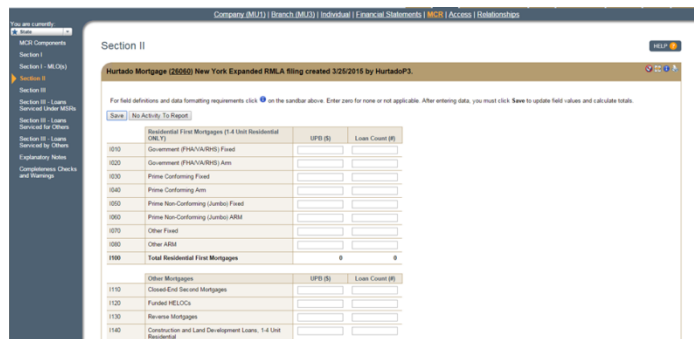 Company (MU1) | Branch (MU3) | Individual | Financial Statements | MCR | Access | Relationships
You are currently:
State
MCR Components
Section I
Section I - MLO(s)
Section II
Section III
Section III - Loans
Serviced Under MSRs
Section III - Loans
Serviced for Others
Section III - Loans
Serviced by Others
Explanatory Notes
Completeness Checks
and Warnings
Section II
HELP
Hurtado Mortgage (26060) New York Expanded RMLA filing created 3/25/2015 by HurtadoP3.
For field definitions and data formatting requirements click on the sandbar above. Enter zero for none or not applicable. After entering data, you must click Save to update field values and calculate totals.
Save No Activity To Report
Residential First Mortgages (1-4 Unit Residential
ONLY) UPB ($) Loan Count (#)
I010 Government (FHA/VA/RHS) Fixed
I020 Government (FHA/VA/RHS) Arm
I030 Prime Conforming Fixed
I040 Prime Conforming Arm
I050 Prime Non-Conforming (Jumbo) Fixed
I060 Prime Non-Conforming (Jumbo) ARM
I070 Other Fixed
I080 Other ARM
I100 Total Residential First Mortgages 0 0
Other Mortgages UPB ($) Loan Count (#)
I110 Closed-End Second Mortgages
I120 Funded HELOCs
I130 Reverse Mortgages
I140 Construction and Land Development Loans, 1-4 Unit
Residential